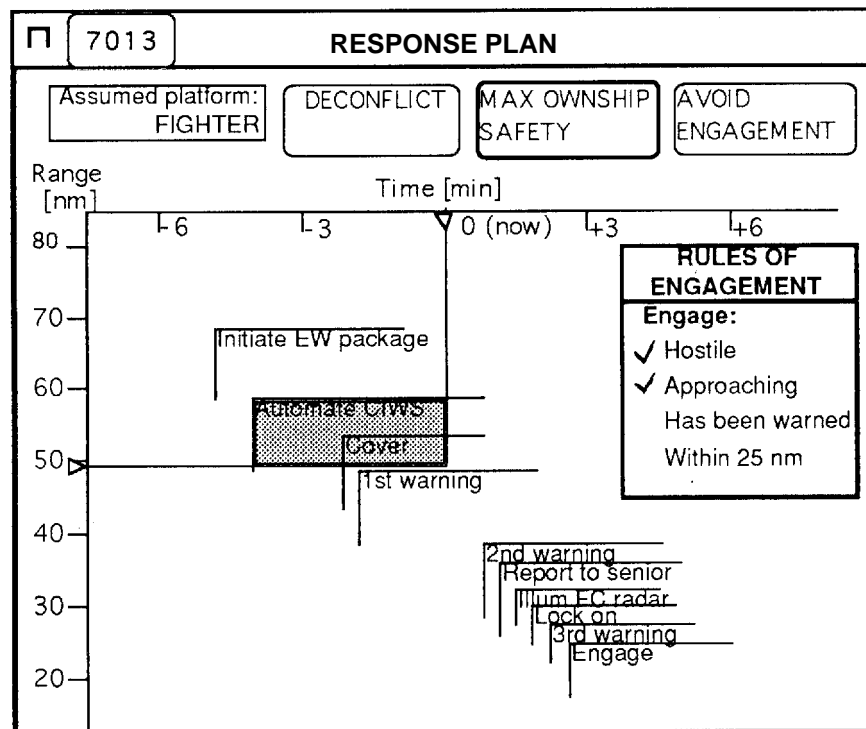 7013
RESPONSE PLAN
Assumed platform:
FIGHTER
DECONFLICT
MAX OWNSHIP
SAFETY
AVOID
ENGAGEMENT
Range
[nm]
Time [min]
-6
-3
0 (now)
+3
+6
80
70
60
50
40
30
20
RULES OF
ENGAGEMENT
Engage:
✓ Hostile
✓ Approaching
Has been warned
Within 25 nm
Initiate EW package
Automate CIWS
Cover
1st warning
2nd warning
Report to senior
Illum FC radar
Lock on
3rd warning
Engage